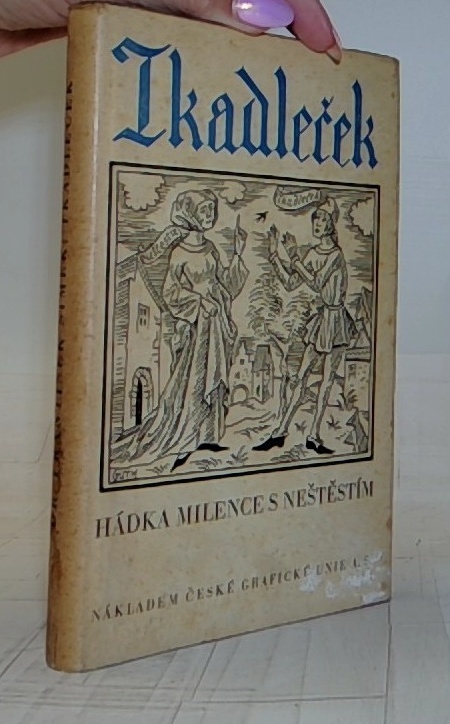 Tkadleček
HÁDKA MILENCE S NEŠTĚSTÍM
NÁKLADEM ČESKÉ GRAFICKÉ UNIE A.S.